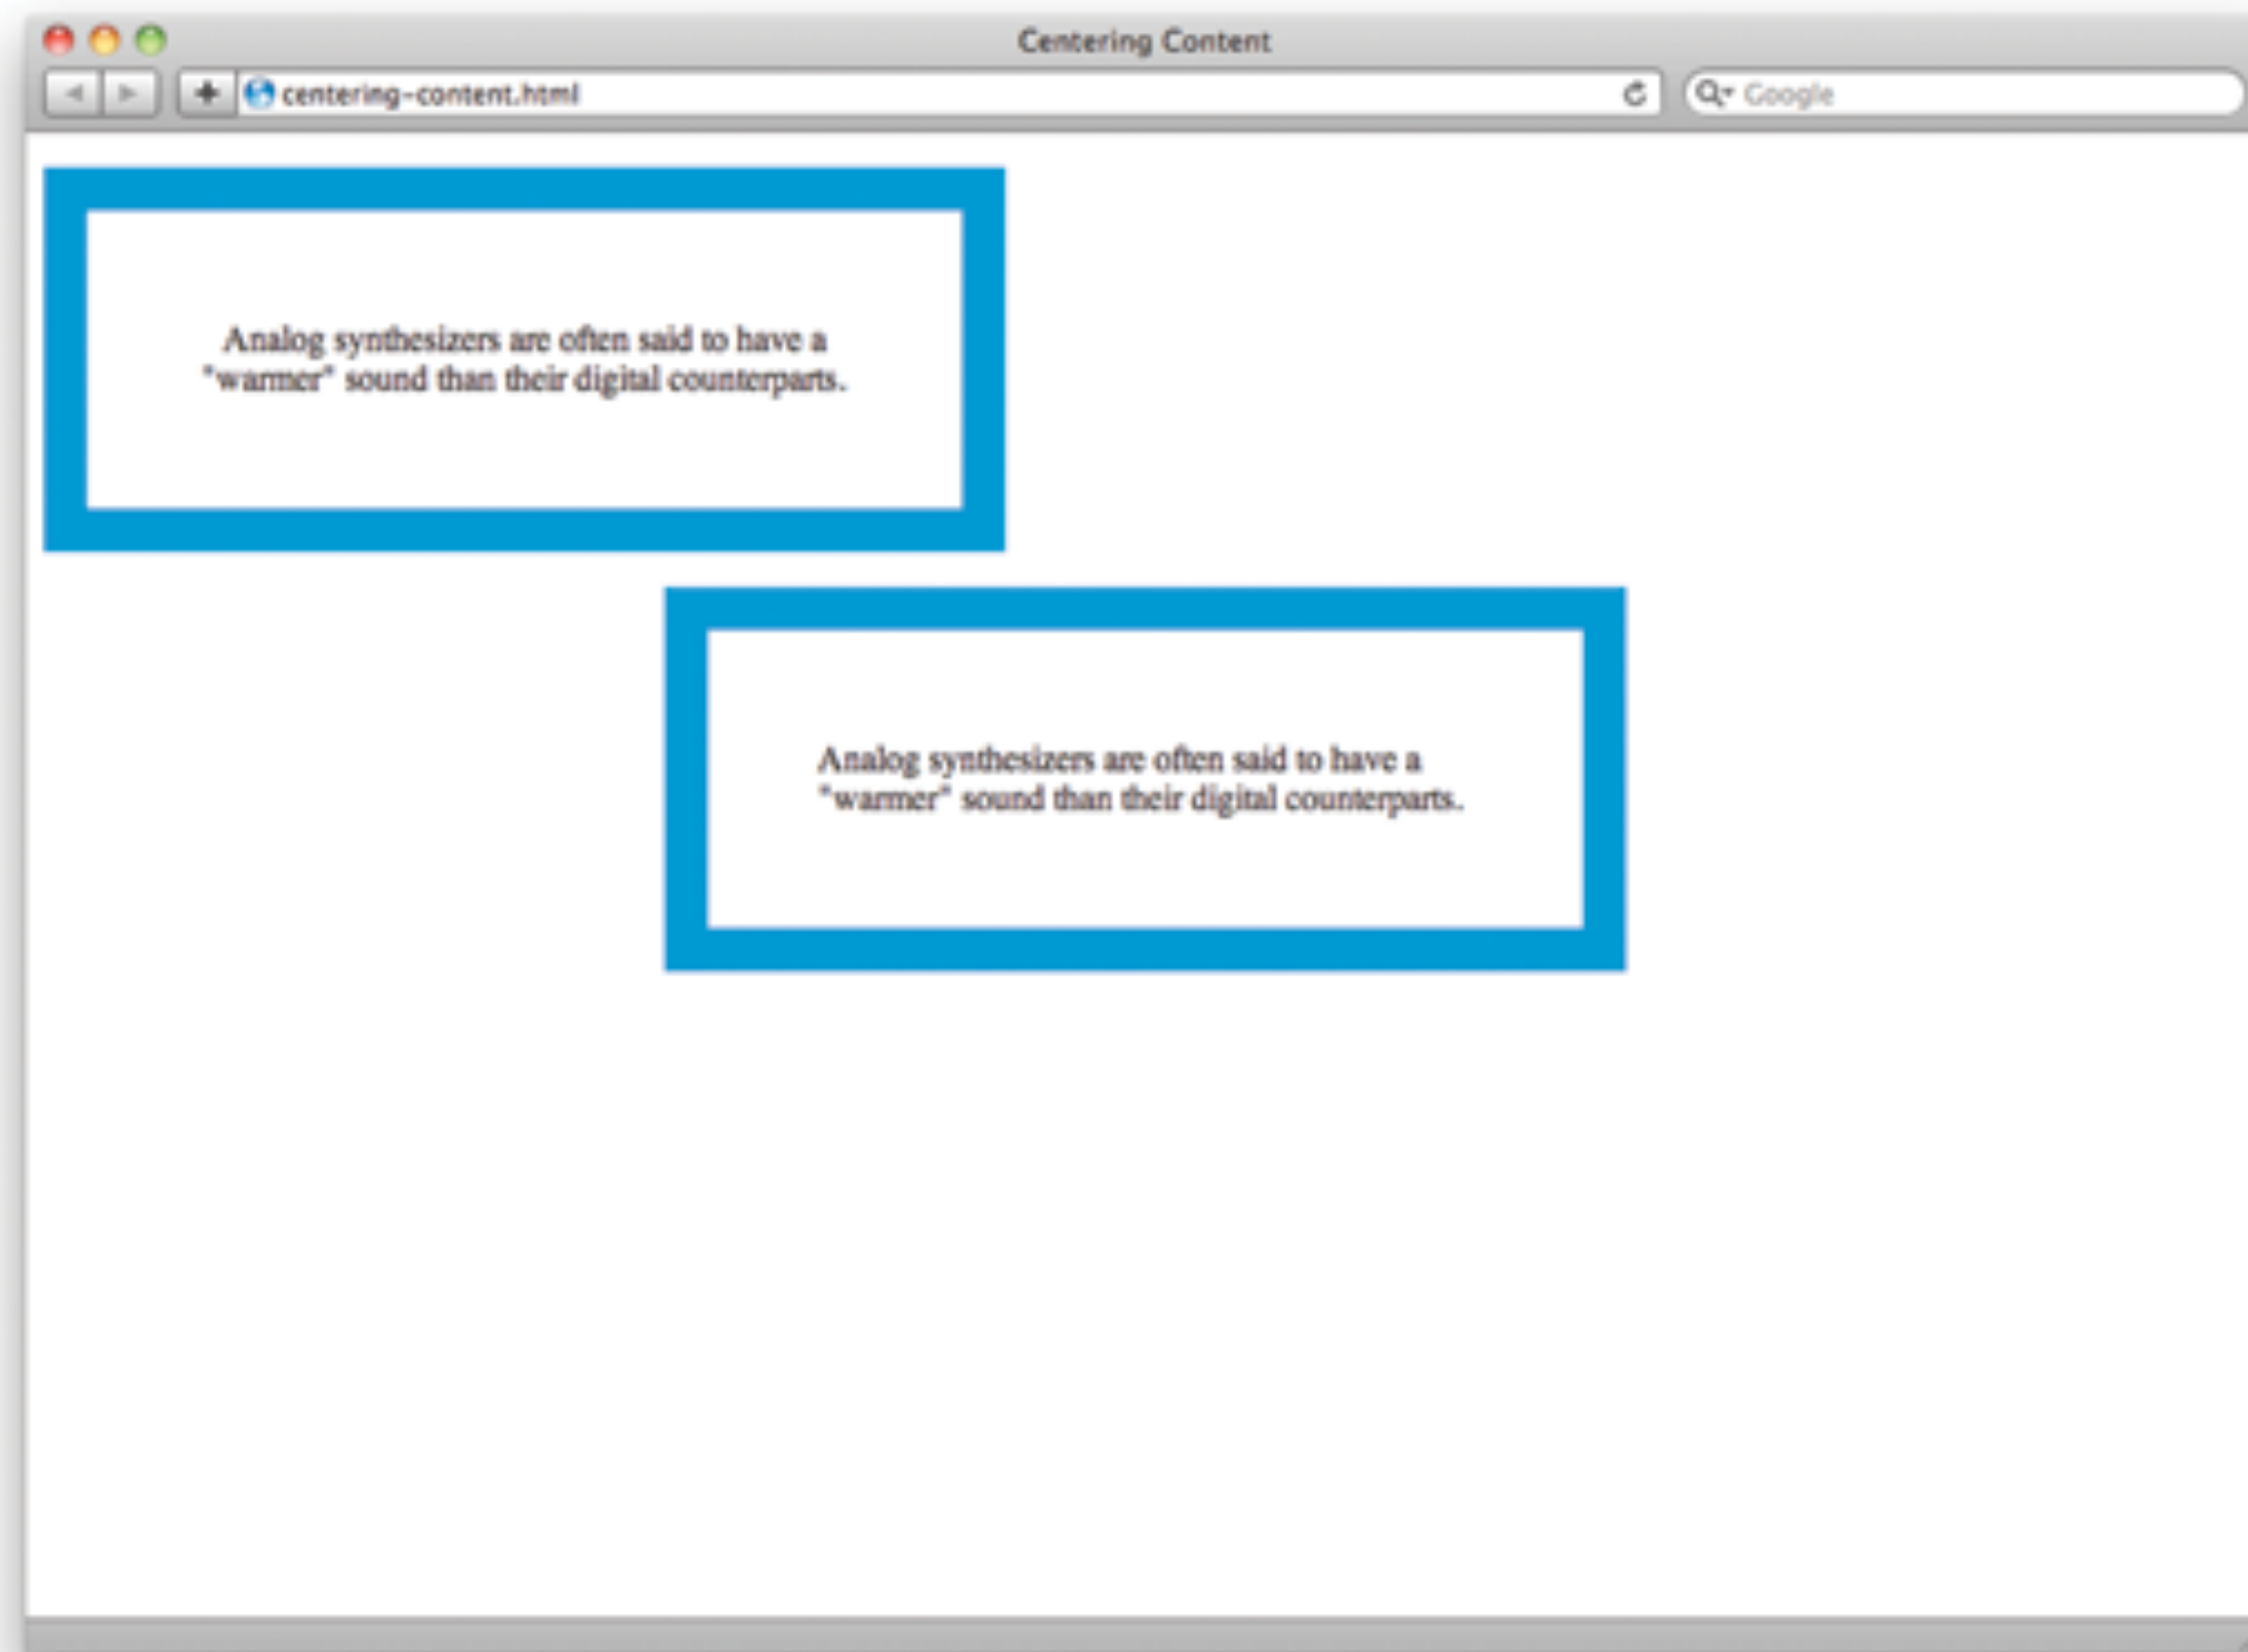 Centering Content
centering-content.html
Google
Analog synthesizers are often said to have a
"warmer" sound than their digital counterparts.
Analog synthesizers are often said to have a
"warmer" sound than their digital counterparts.